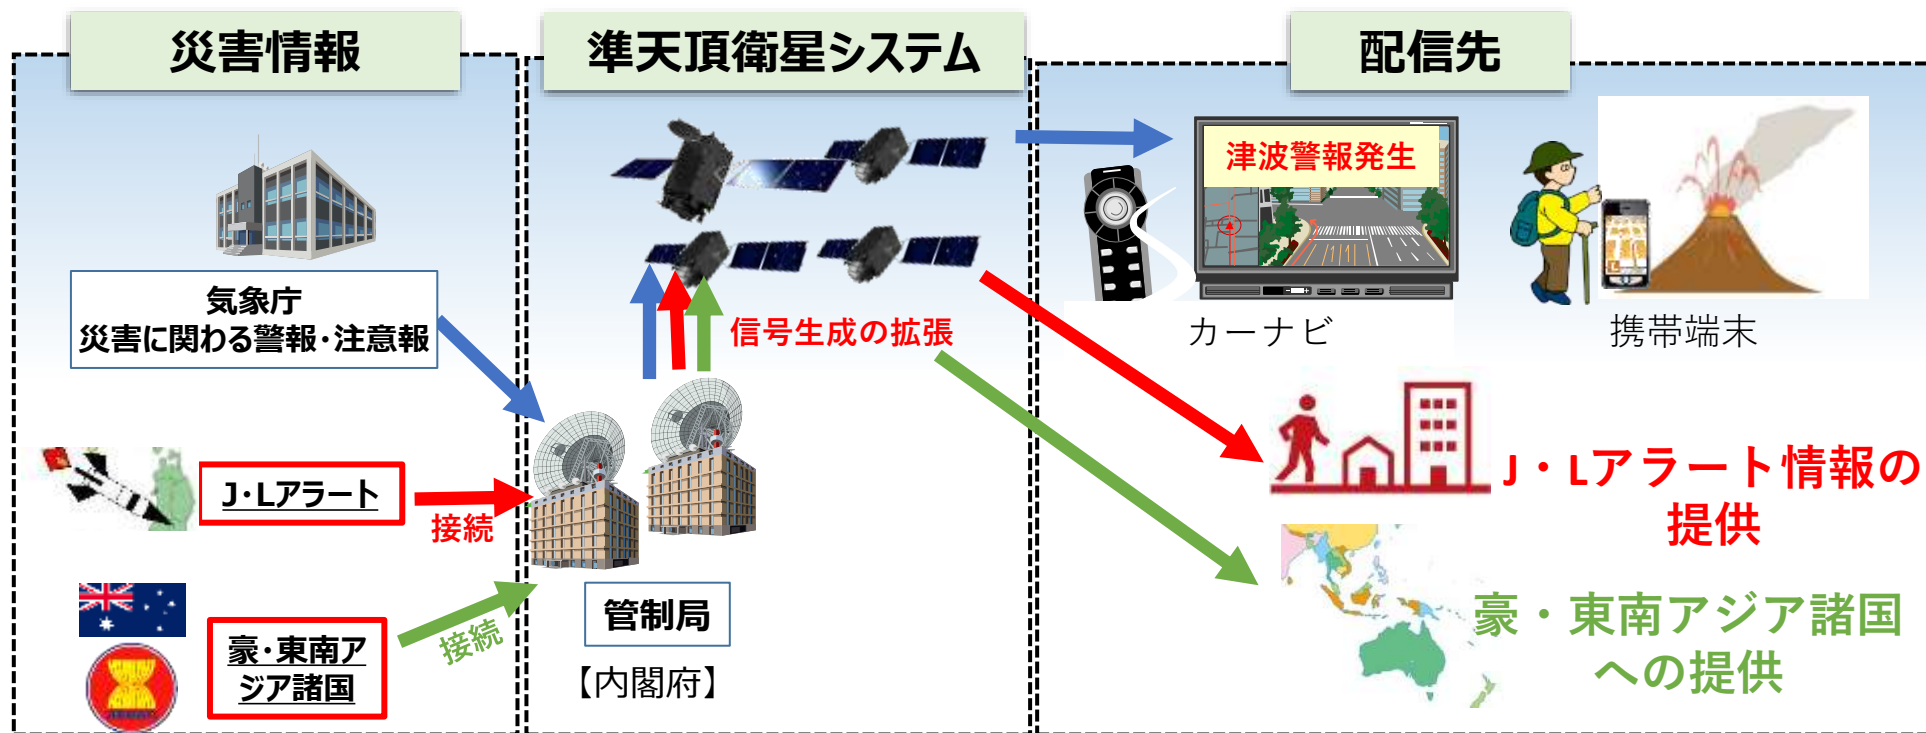 災害情報
準天頂衛星システム
配信先
気象庁
災害に関わる警報・注意報
J・Lアラート
接続
豪・東南ア
ジア諸国
接続
信号生成の拡張
管制局
【内閣府】
津波警報発生
カーナビ
携帯端末
J・Lアラート情報の
提供
豪・東南アジア諸国
への提供